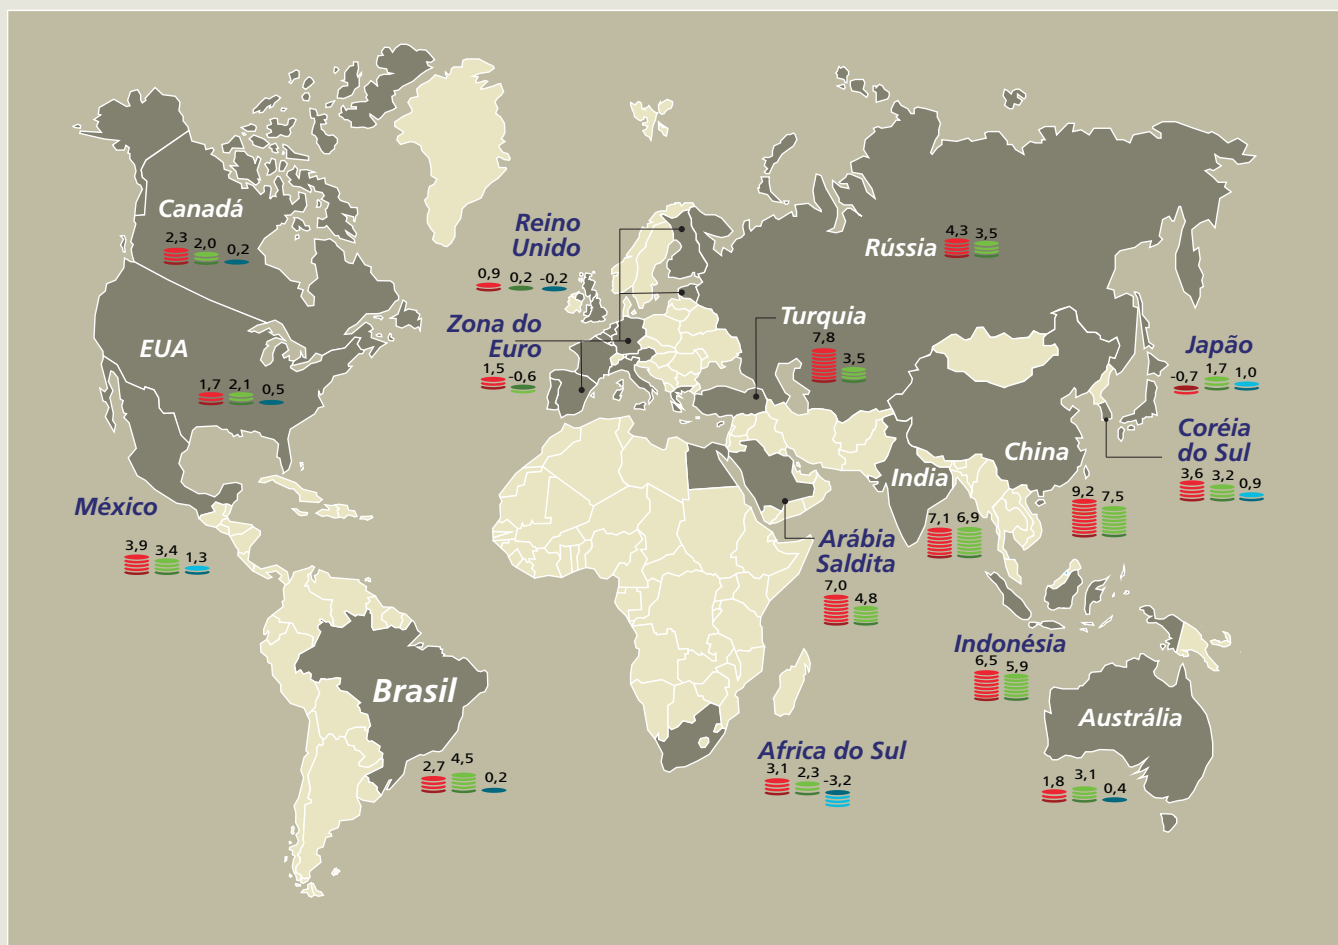 Canadá
2,3 2,0 0,2
Reino
Unido
0,9 0,2 -0,2
Rússia
4,3 3,5
Zona do
Euro
1,5 -0,6
Turquia
7,8
3,5
EUA
1,7 2,1 0,5
Japão
-0,7 1,7 1,0
Coréia
do Sul
3,6 3,2 0,9
China
9,2 7,5
India
7,1 6,9
México
3,9 3,4 1,3
Arábia
Saldita
7,0
4,8
Indonésia
6,5 5,9
Brasil
2,7 4,5 0,2
Austrália
1,8 3,1 0,4
Africa do Sul
3,1 2,3 -3,2